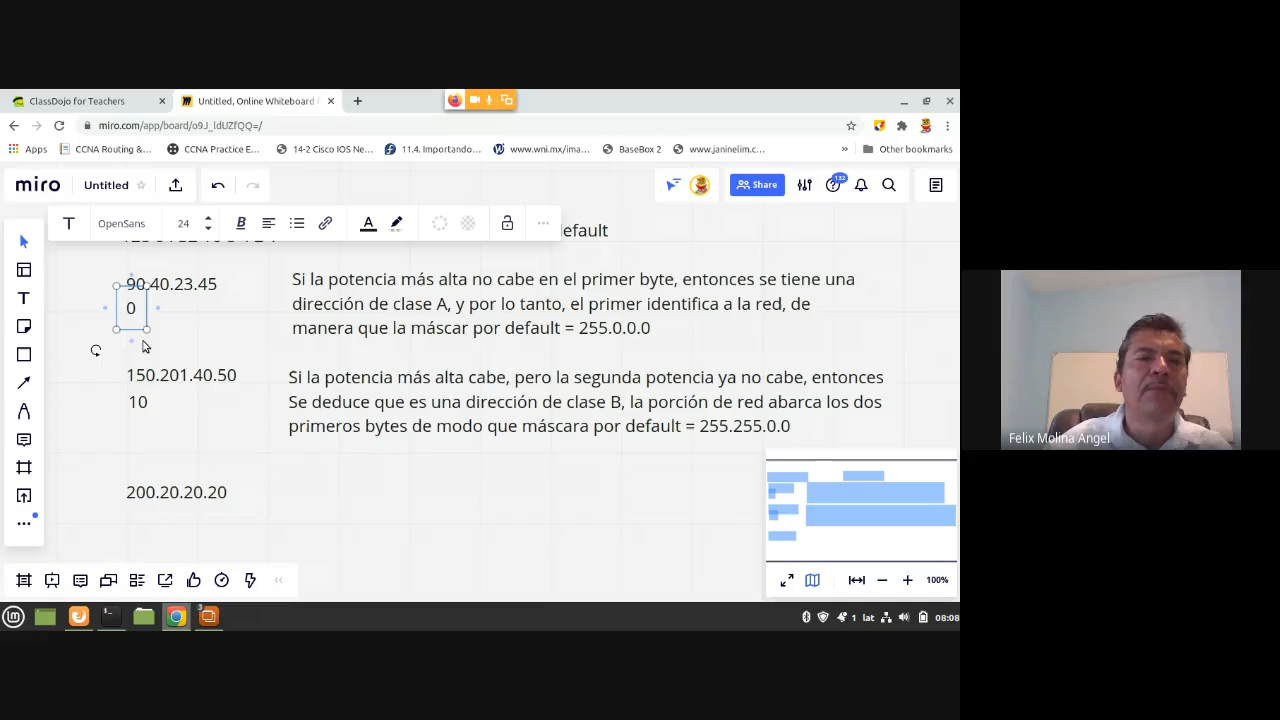 ClassDojo for Teachers
Untitled, Online Whiteboard
miro.com/app/board/o9J_ldUZfQQ=/
Apps
CCNA Routing &...
CCNA Practice E...
14-2 Cisco IOS Ne...
11.4. Importando...
www.wni.mx/ima...
BaseBox 2
www.janinelim.c...
»
Other bookmarks
miro
Untitled
Share
132
OpenSans
24
B
A
efault
90.40.23.45
0
Si la potencia más alta no cabe en el primer byte, entonces se tiene una
dirección de clase A, y por lo tanto, el primer identifica a la red, de
manera que la máscar por default = 255.0.0.0
150.201.40.50
10
Si la potencia más alta cabe, pero la segunda potencia ya no cabe, entonces
Se deduce que es una dirección de clase B, la porción de red abarca los dos
primeros bytes de modo que máscara por default = 255.255.0.0
200.20.20.20
100%
3
1
lat
08:08
Felix Molina Angel